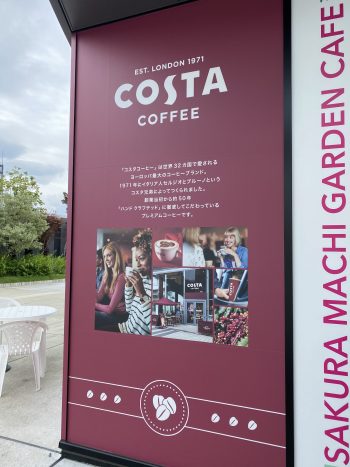 EST. LONDON 1971
COSTA
COFFEE
「コスタコーヒー」は世界32カ国で愛される
ヨーロッパ最大のコーヒーブランド。
1971年にイタリア人セルジオとブルーノという
コスタ兄弟によってつくられました。
創業当初から約50年
「ハンド クラフテッド」に徹底してこだわっている
プレミアムコーヒーです。
COSTA
SAKURA MACHI GARDEN CAFE